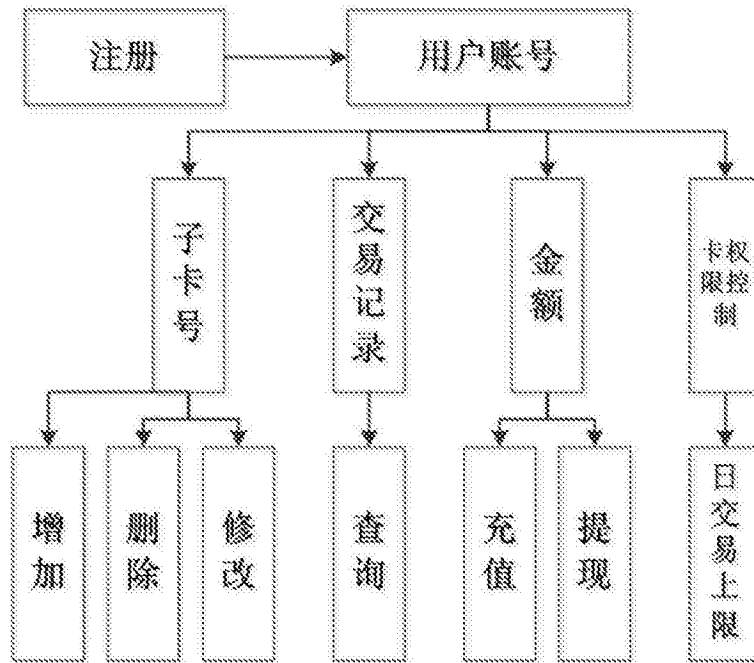 注册
用户账号
子卡号
交易记录
金额
卡权限控制
增加
删除
修改
查询
充值
提现
日交易上限